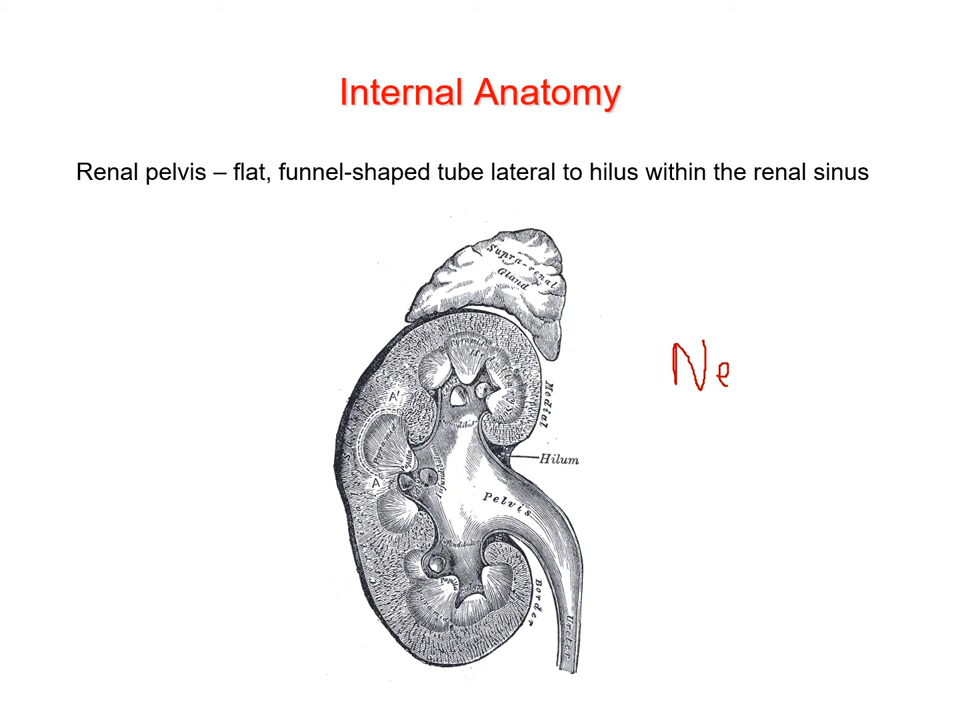 Internal Anatomy
Renal pelvis – flat, funnel-shaped tube lateral to hilus within the renal sinus
Supra-renal
Gland
Medial
Ne
A'
Pyramid
A
Hilum
Pelvis
Border
Ureter